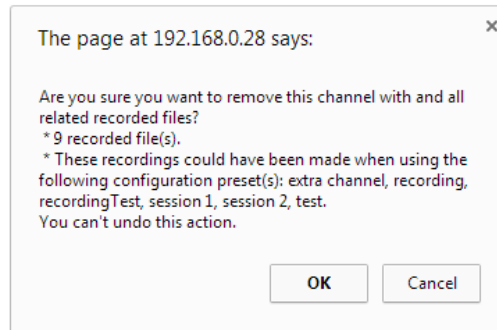 The page at 192.168.0.28 says:
Are you sure you want to remove this channel with and all
related recorded files?
* 9 recorded file(s).
* These recordings could have been made when using the
following configuration preset(s): extra channel, recording,
recordingTest, session 1, session 2, test.
You can't undo this action.
OK Cancel